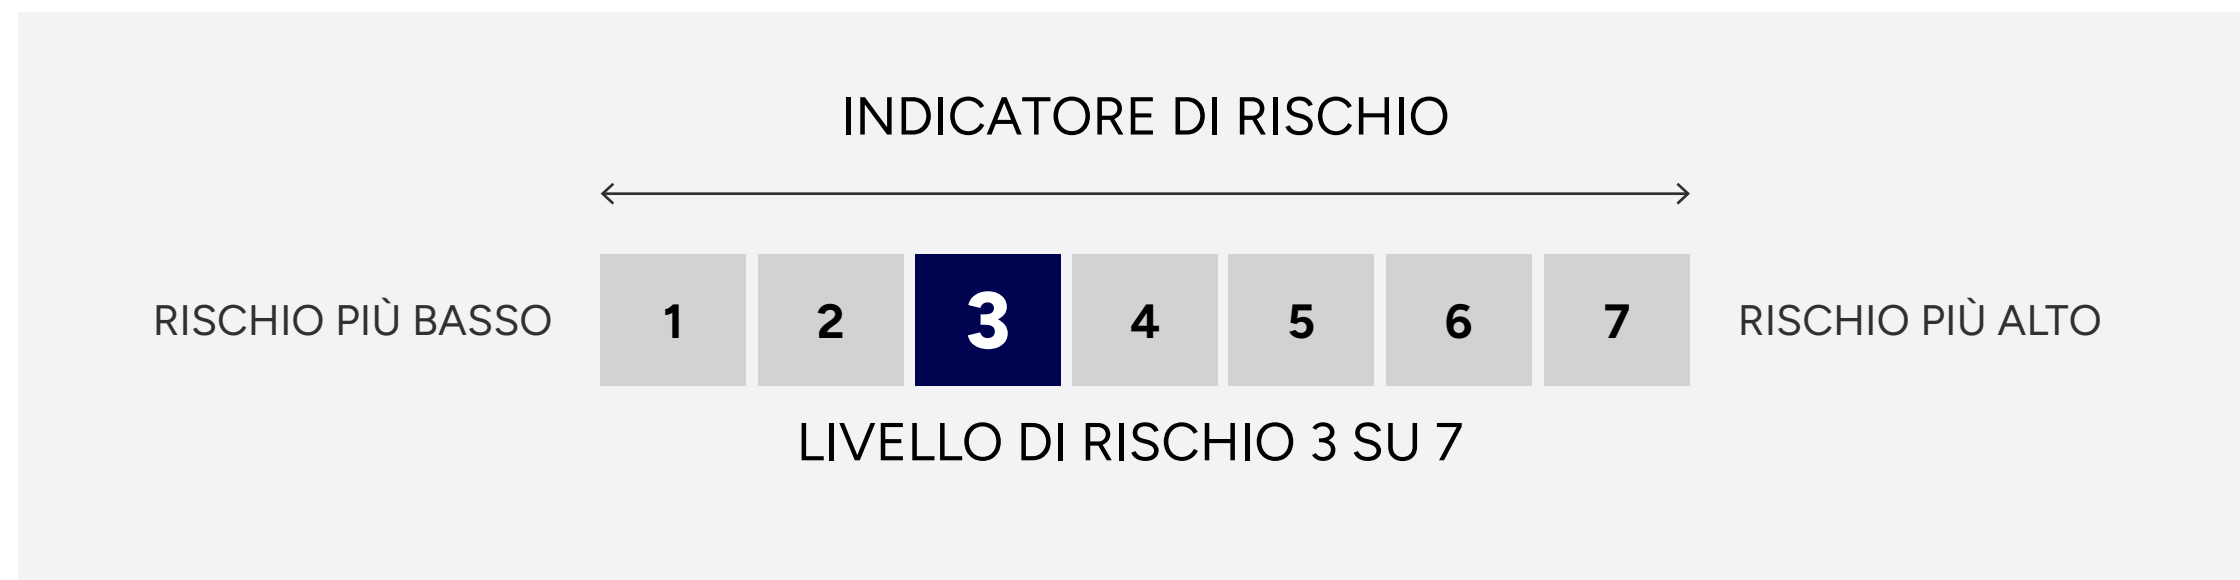 INDICATORE DI RISCHIO
RISCHIO PIÙ BASSO 1 2 3 4 5 6 7 RISCHIO PIÙ ALTO
LIVELLO DI RISCHIO 3 SU 7